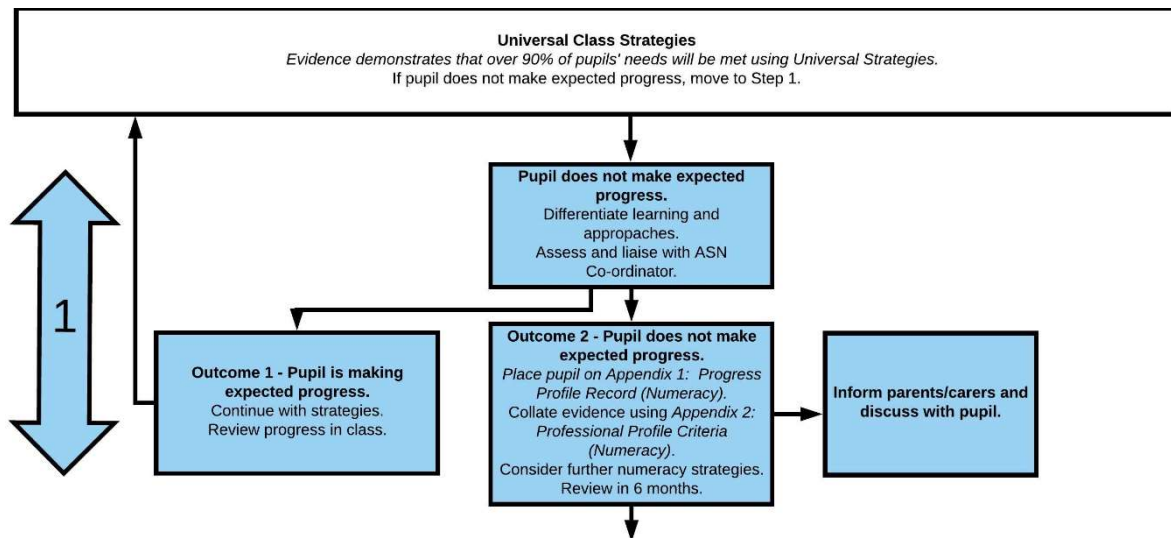 Universal Class Strategies
Evidence demonstrates that over 90% of pupils' needs will be met using Universal Strategies.
If pupil does not make expected progress, move to Step 1.
Pupil does not make expected
progress.
Differentiate learning and
appropaches.
Assess and liaise with ASN
Co-ordinator.
1
Outcome 1 - Pupil is making
expected progress.
Continue with strategies.
Review progress in class.
Outcome 2 - Pupil does not make
expected progress.
Place pupil on Appendix 1:  Progress
Profile Record (Numeracy).
Collate evidence using Appendix 2:
Professional Profile Criteria
(Numeracy).
Consider further numeracy strategies.
Review in 6 months.
Inform parents/carers and
discuss with pupil.